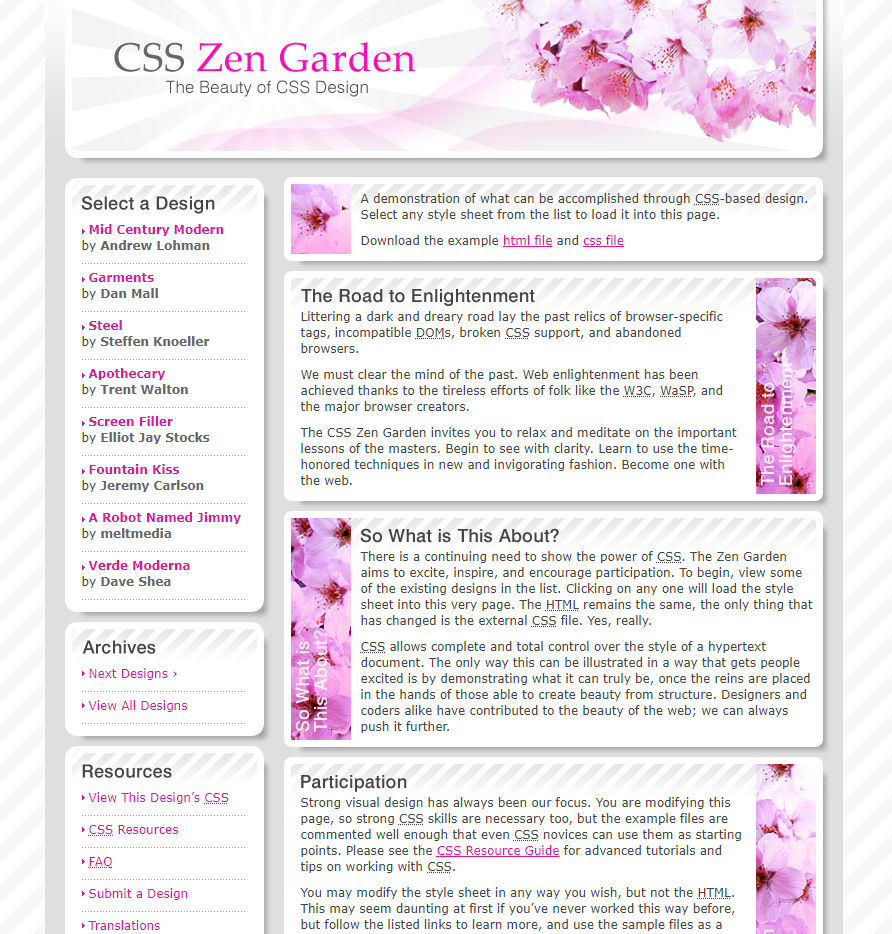 CSS Zen Garden
The Beauty of CSS Design
Select a Design
Mid Century Modern
by Andrew Lohman
Garments
by Dan Mall
Steel
by Steffen Knoeller
Apothecary
by Trent Walton
Screen Filler
by Elliot Jay Stocks
Fountain Kiss
by Jeremy Carlson
A Robot Named Jimmy
by meltmedia
Verde Moderna
by Dave Shea
Archives
Next Designs ›
View All Designs
Resources
View This Design’s CSS
CSS Resources
FAQ
Submit a Design
Translations
A demonstration of what can be accomplished through CSS-based design.
Select any style sheet from the list to load it into this page.
Download the example html file and css file
The Road to Enlightenment
Littering a dark and dreary road lay the past relics of browser-specific
tags, incompatible DOMs, broken CSS support, and abandoned
browsers.
We must clear the mind of the past. Web enlightenment has been
achieved thanks to the tireless efforts of folk like the W3C, WaSP, and
the major browser creators.
The CSS Zen Garden invites you to relax and meditate on the important
lessons of the masters. Begin to see with clarity. Learn to use the time-
honored techniques in new and invigorating fashion. Become one with
the web.
The Road to
Enlightenment
So What is This About?
There is a continuing need to show the power of CSS. The Zen Garden
aims to excite, inspire, and encourage participation. To begin, view some
of the existing designs in the list. Clicking on any one will load the style
sheet into this very page. The HTML remains the same, the only thing that
has changed is the external CSS file. Yes, really.
CSS allows complete and total control over the style of a hypertext
document. The only way this can be illustrated in a way that gets people
excited is by demonstrating what it can truly be, once the reins are placed
in the hands of those able to create beauty from structure. Designers and
coders alike have contributed to the beauty of the web; we can always
push it further.
So What is
This About?
Participation
Strong visual design has always been our focus. You are modifying this
page, so strong CSS skills are necessary too, but the example files are
commented well enough that even CSS novices can use them as starting
points. Please see the CSS Resource Guide for advanced tutorials and
tips on working with CSS.
You may modify the style sheet in any way you wish, but not the HTML.
This may seem daunting at first if you’ve never worked this way before,
but follow the listed links to learn more, and use the sample files as a